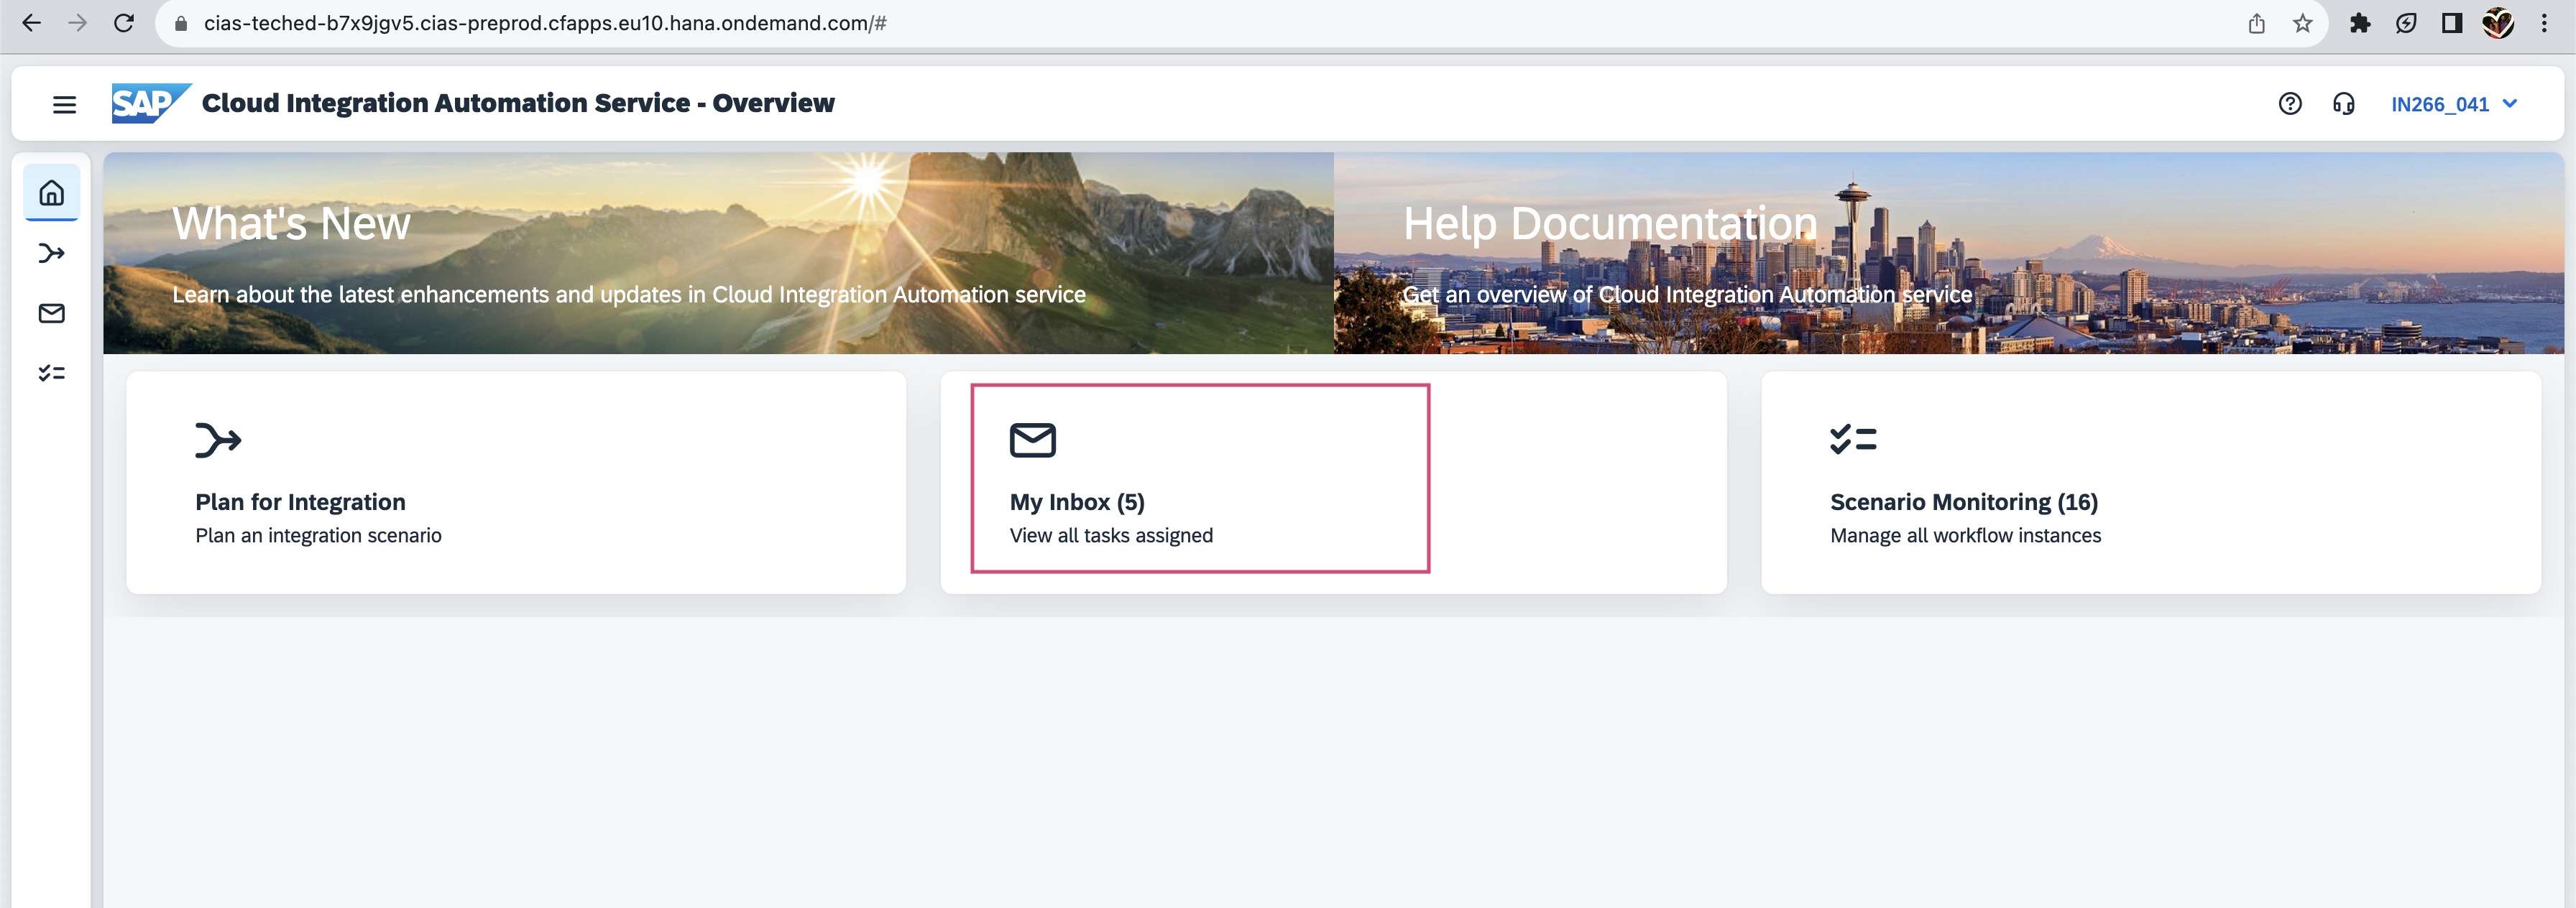 cias-teched-b7x9jgv5.cias-preprod.cfapps.eu10.hana.ondemand.com/#
SAP Cloud Integration Automation Service - Overview
IN266_041
What's New
Learn about the latest enhancements and updates in Cloud Integration Automation service
Help Documentation
Get an overview of Cloud Integration Automation service
Plan for Integration
Plan an integration scenario
My Inbox (5)
View all tasks assigned
Scenario Monitoring (16)
Manage all workflow instances